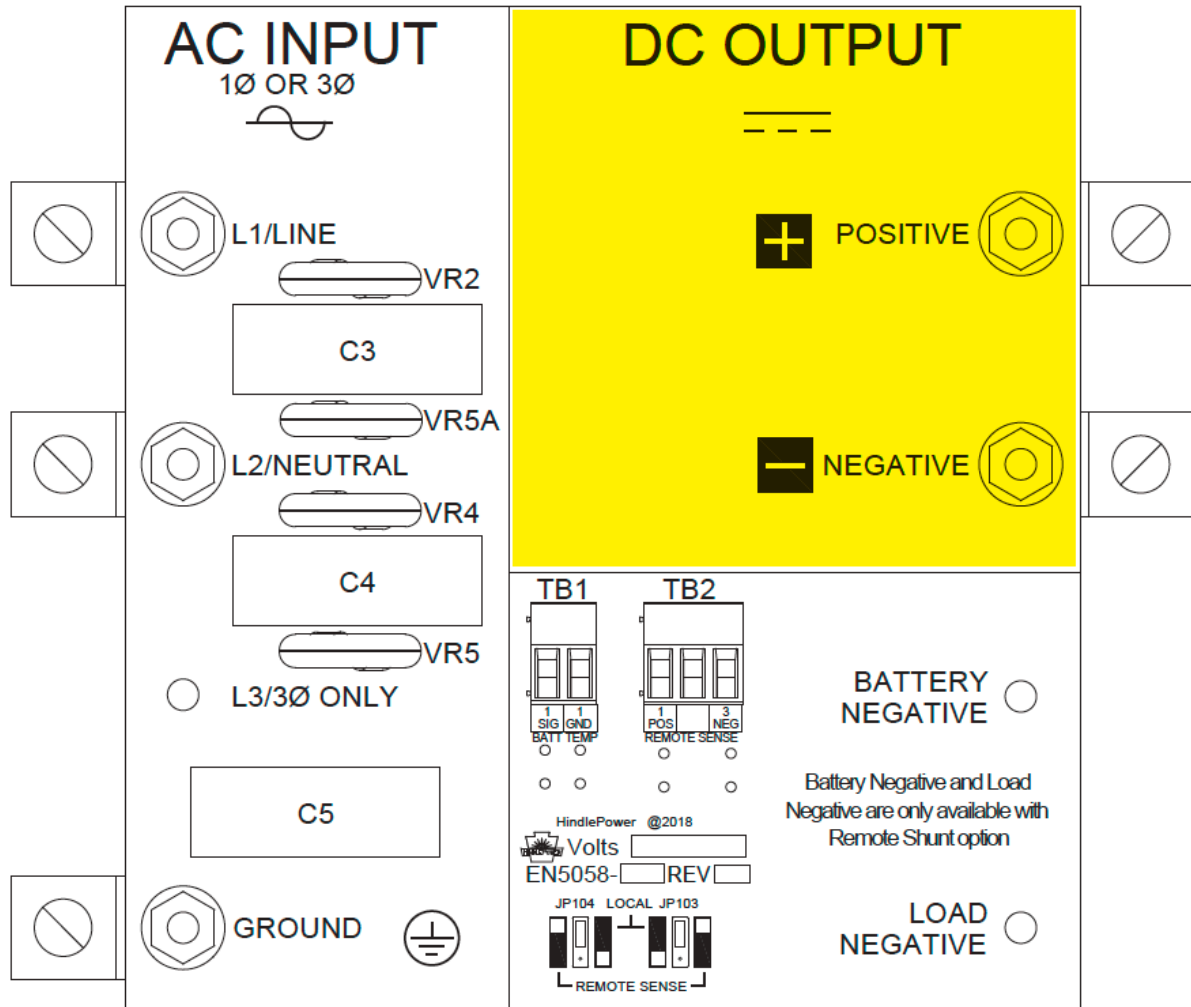 AC INPUT
1Ø OR 3Ø
L1/LINE
VR2
C3
VR5A
L2/NEUTRAL
VR4
C4
VR5
L3/3Ø ONLY
C5
GROUND
DC OUTPUT
+ POSITIVE
- NEGATIVE
TB1 TB2
1 1 1 3
SIG GND POS NEG
BATT TEMP REMOTE SENSE
HindlePower @2018
Volts
EN5058- REV
JP104 LOCAL JP103
REMOTE SENSE
BATTERY
NEGATIVE
Battery Negative and Load
Negative are only available with
Remote Shunt option
LOAD
NEGATIVE